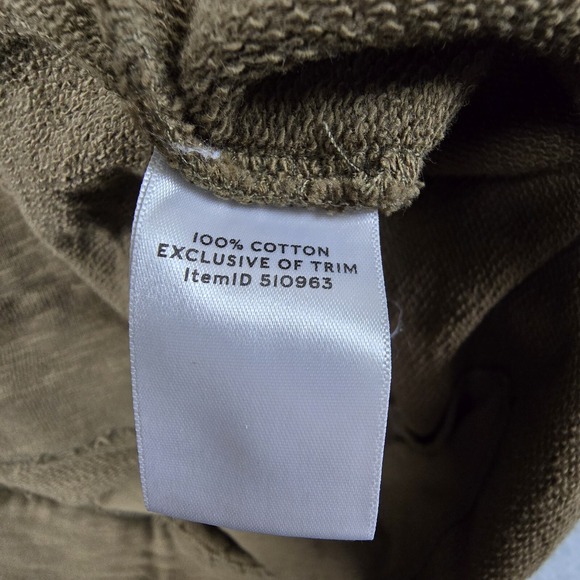 100% COTTON
EXCLUSIVE OF TRIM
ItemID 510963